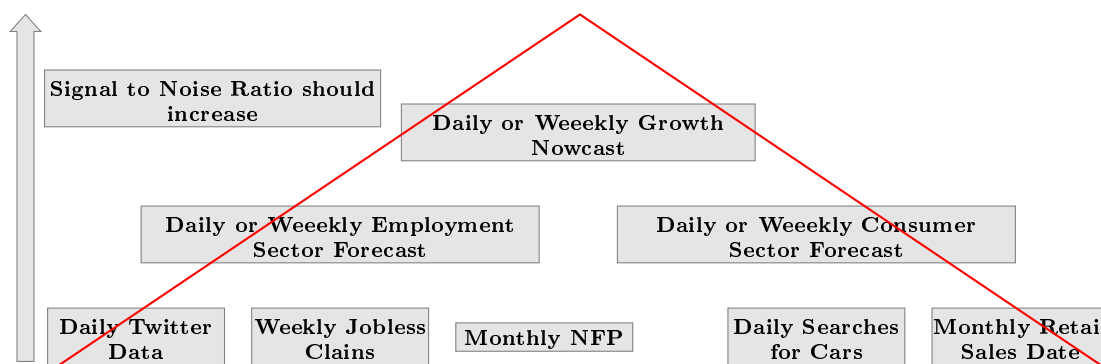 Signal to Noise Ratio should
increase
Daily or Weeekly Growth
Nowcast
Daily or Weeekly Employment
Sector Forecast
Daily or Weeekly Consumer
Sector Forecast
Daily Twitter
Data
Weekly Jobless
Clains
Monthly NFP
Daily Searches
for Cars
Monthly Retai
Sales Date